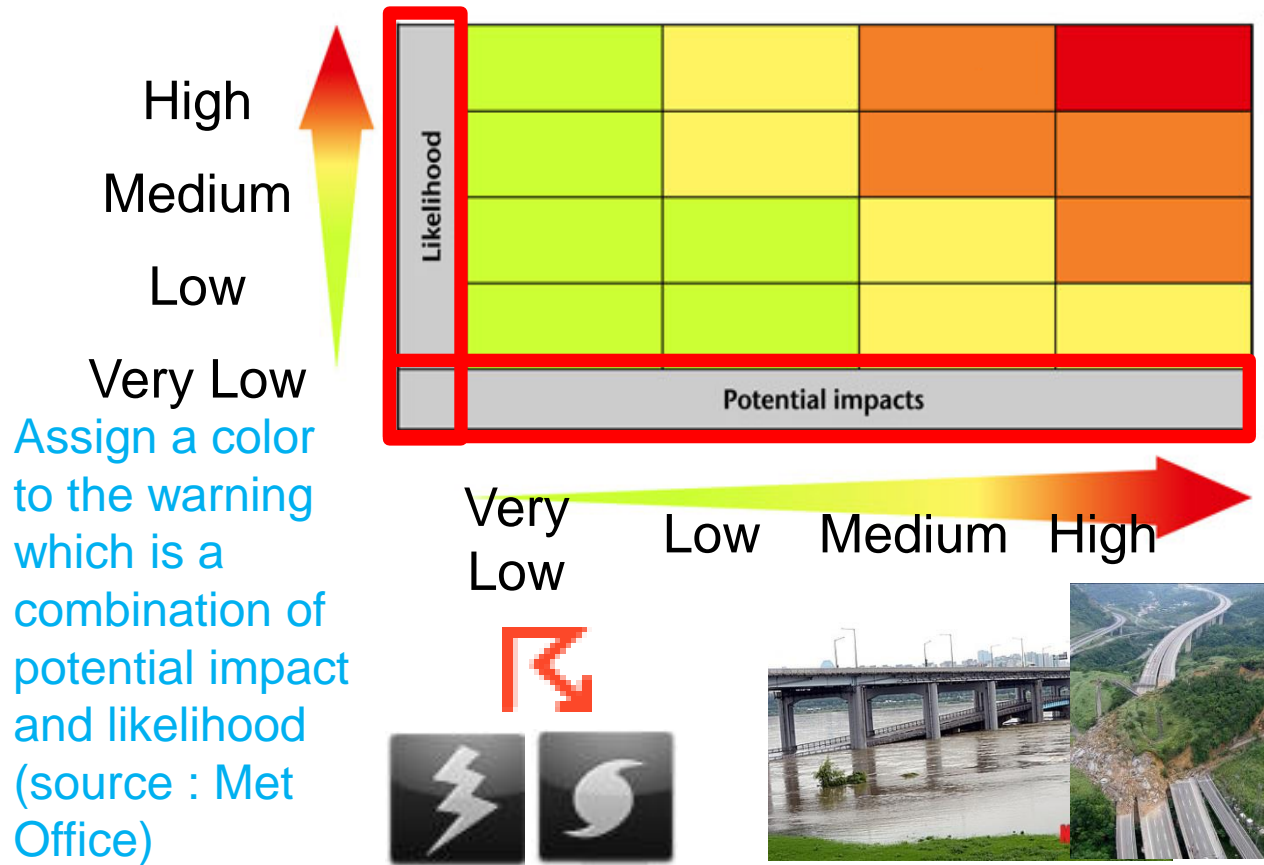 High
Medium
Low
Very Low
Likelihood
Potential impacts
Very
Low
Low
Medium
High
Assign a color
to the warning
which is a
combination of
potential impact
and likelihood
(source : Met
Office)